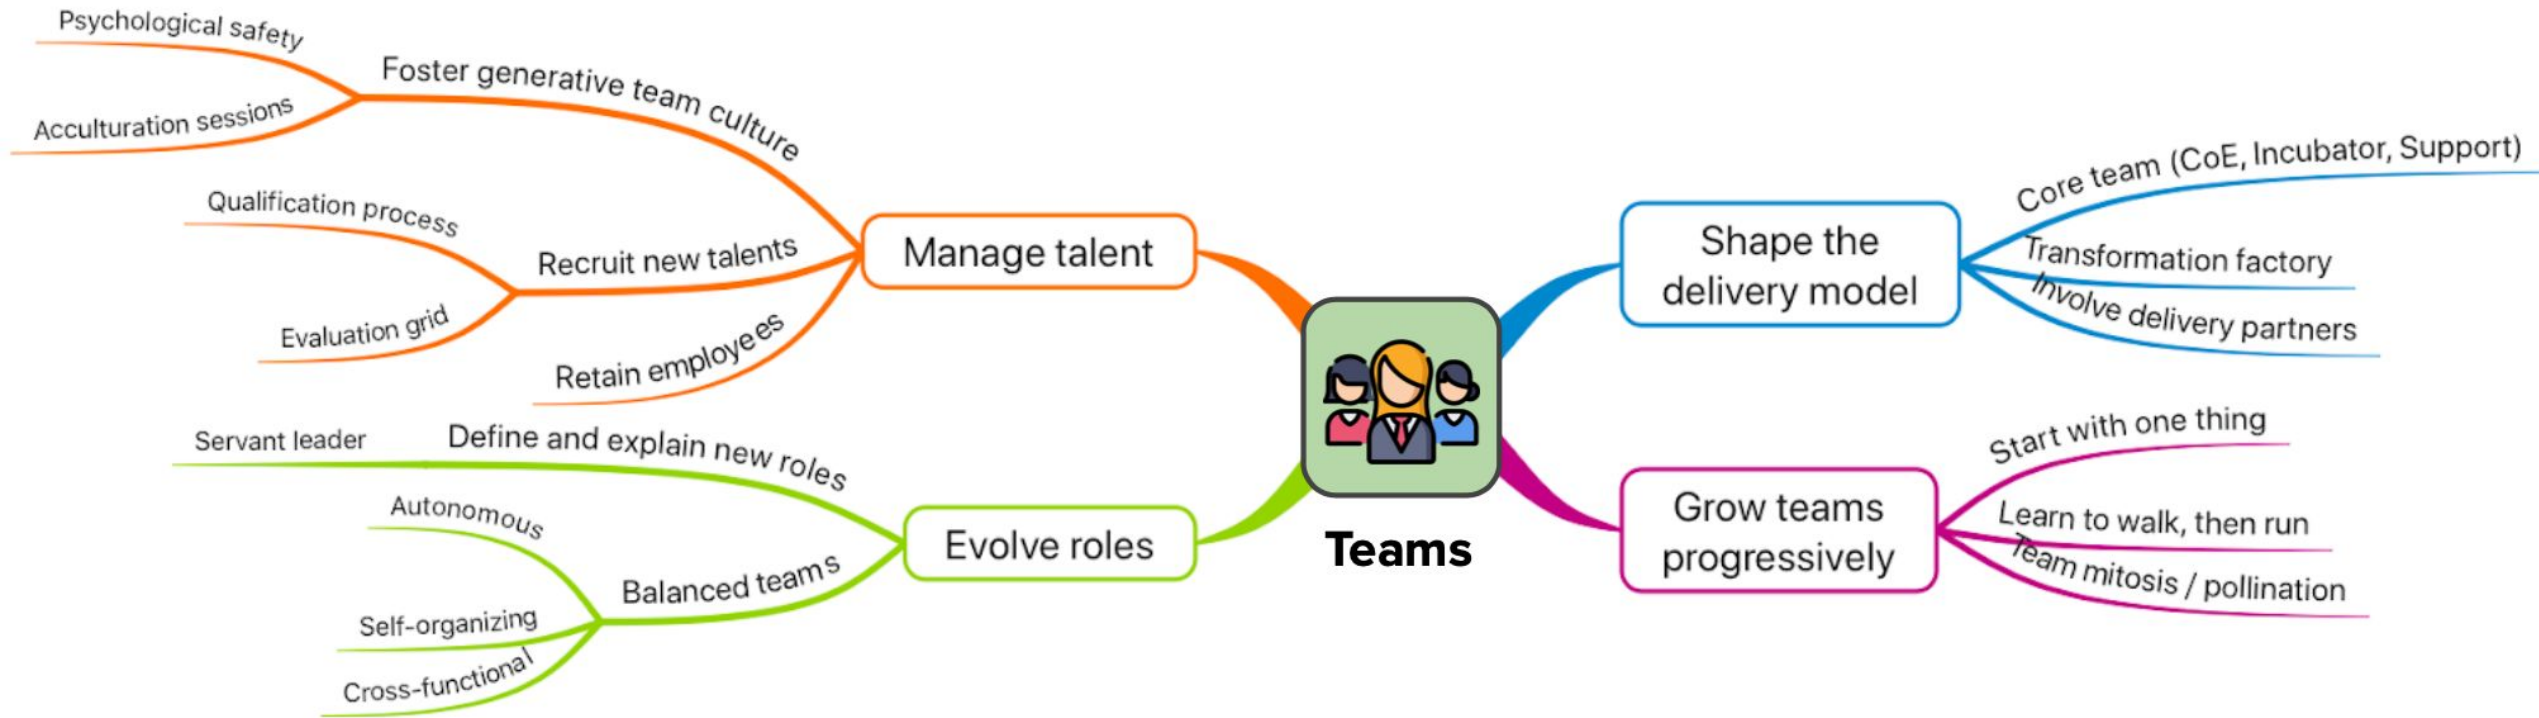 Psychological safety
Acculturation sessions
Foster generative team culture
Qualification process
Evaluation grid
Recruit new talents
Retain employees
Manage talent
Servant leader
Define and explain new roles
Autonomous
Self-organizing
Cross-functional
Balanced teams
Evolve roles
Teams
Shape the
delivery model
Core team (CoE, Incubator, Support)
Transformation factory
Involve delivery partners
Grow teams
progressively
Start with one thing
Learn to walk, then run
Team mitosis / pollination